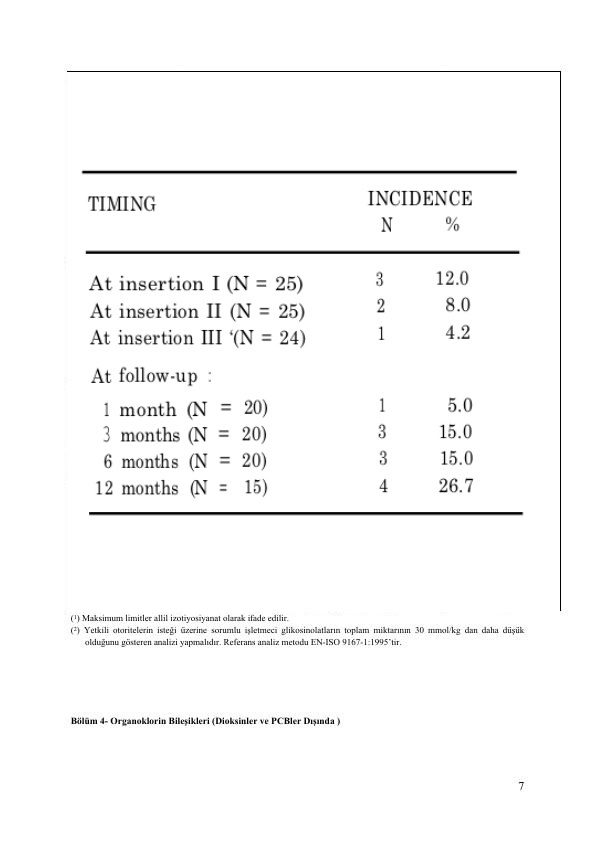 TIMING INCIDENCE
N %
At insertion I (N = 25) 3 12.0
At insertion II (N = 25) 2 8.0
At insertion III ‘(N = 24) 1 4.2
At follow-up :
1 month (N = 20) 1 5.0
3 months (N = 20) 3 15.0
6 months (N = 20) 3 15.0
12 months (N = 15) 4 26.7
(¹) Maksimum limitler allil izotiyosiyanat olarak ifade edilir.
(²) Yetkili otoritelerin isteği üzerine sorumlu işletmeci glikosinolatların toplam miktarının 30 mmol/kg dan daha düşük
olduğunu gösteren analizi yapmalıdır. Referans analiz metodu EN-ISO 9167-1:1995’tir.
Bölüm 4- Organoklorin Bileşikleri (Dioksinler ve PCBler Dışında )
7